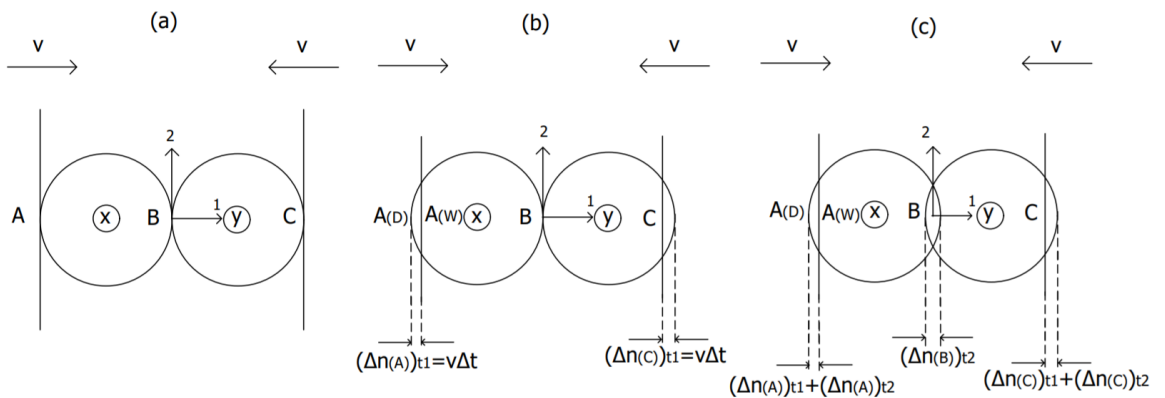 (a)
v
v
2
1
A
x
B
y
C
(b)
v
v
2
1
A(D)
A(W)
x
B
y
C
(Δn(A))t1=vΔt
(Δn(C))t1=vΔt
(c)
v
v
2
1
A(D)
A(W)
x
B
y
C
(Δn(B))t2
(Δn(A))t1+(Δn(A))t2
(Δn(C))t1+(Δn(C))t2